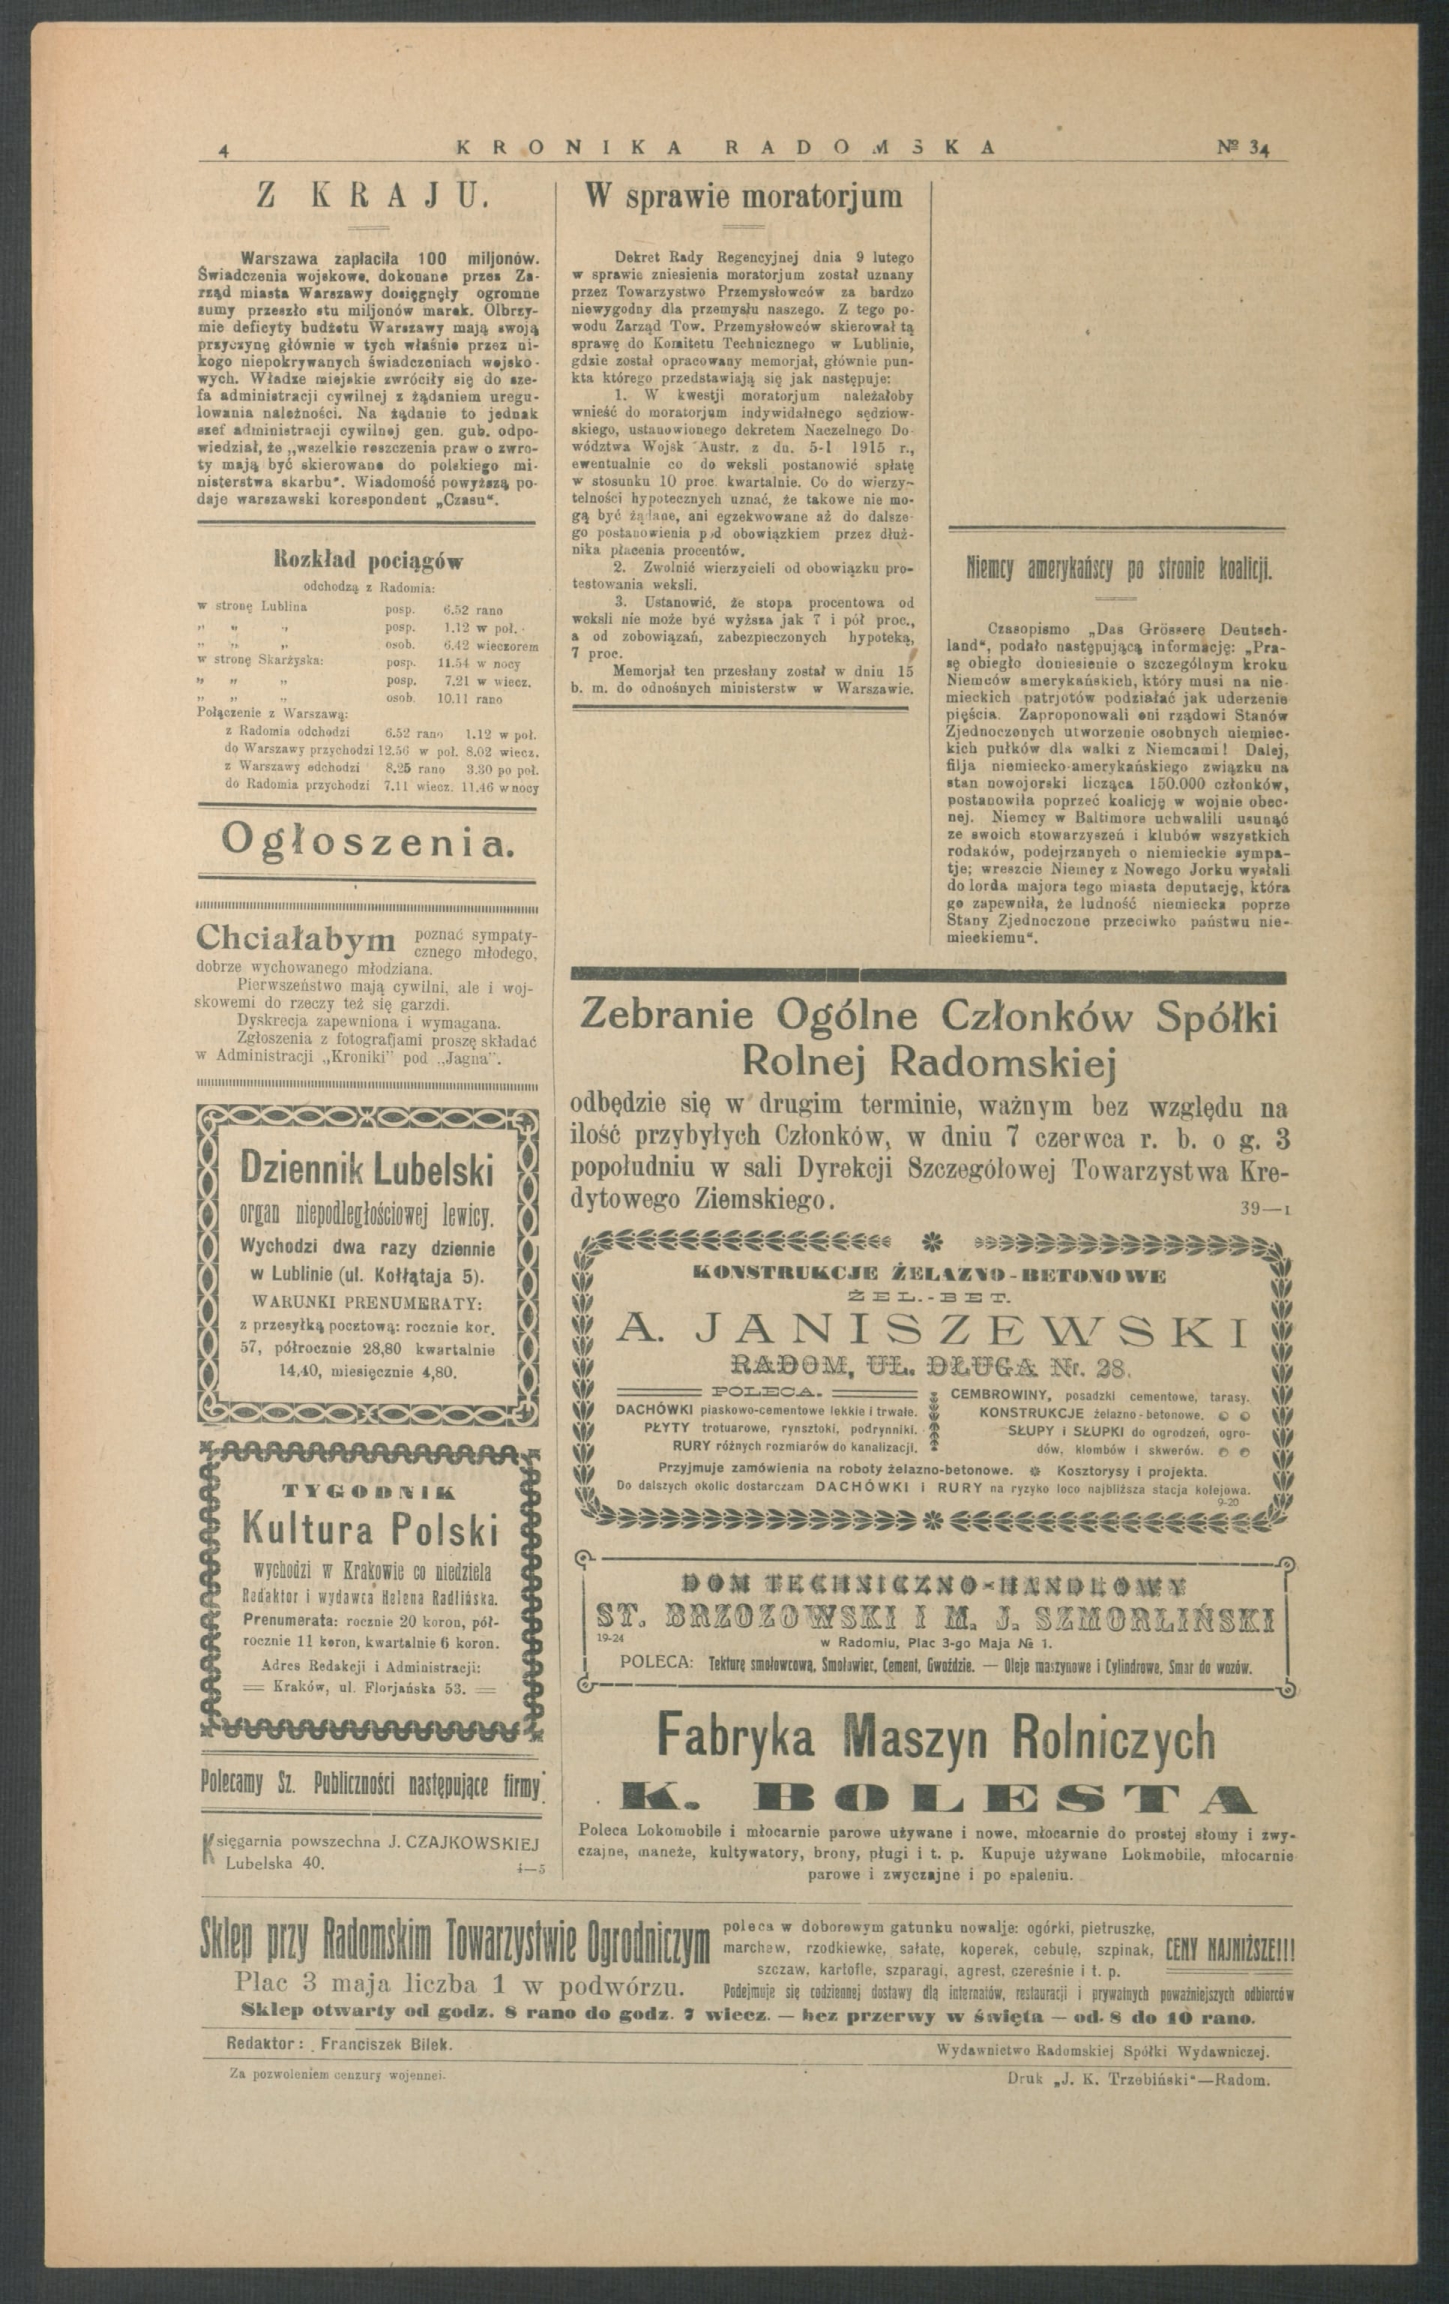 4
KRONIKA RADOMSKA
№ 34
Z KRAJU.
Warszawa zapłaciła 100 miljonów.
Świadczenia wojskowe, dokonane przez Za-
rząd miasta Warszawy dosięgnęły ogromne
sumy przeszło stu miljonów marek. Olbrzy-
mie deficyty budżetu Warszawy mają swoją
przyczynę głównie w tych właśnie przez ni-
kogo niepokrywanych świadczeniach wojsko-
wych. Władze miejskie zwróciły się do sze-
fa administracji cywilnej z żądaniem uregu-
lowania należności. Na żądanie to jednak
szef administracji cywilnej gen. gub. odpo-
wiedział, że „wszelkie roszczenia praw o zwro-
ty mają być skierowane do polskiego mi-
nisterstwa skarbu". Wiadomość powyższą po-
daje warszawski korespondent „Czasu".
Rozkład pociągów
odchodzą z Radomia:
w stronę Lublina posp. 6.52 rano
„ „ „ posp. 1.12 w poł.
„ „ „ osob. 6.42 wieczorem
w stronę Skarżyska: posp. 11.54 w nocy
„ „ „ posp. 7.21 w wiecz.
„ „ „ osob. 10.11 rano
Połączenie z Warszawą:
z Radomia odchodzi 6.52 rano 1.12 w poł.
do Warszawy przychodzi 12.56 w poł. 8.02 wiecz.
z Warszawy odchodzi 8.25 rano 3.30 po poł.
do Radomia przychodzi 7.11 wiecz. 11.46 w nocy
Ogłoszenia.
Chciałabym poznać sympaty-
cznego młodego,
dobrze wychowanego młodziana.
Pierwszeństwo mają cywilni, ale i woj-
skowemi do rzeczy też się garzdi.
Dyskrecja zapewniona i wymagana.
Zgłoszenia z fotografjami proszę składać
w Administracji „Kroniki" pod „Jagna".
Dziennik Lubelski
organ niepodległościowej lewicy.
Wychodzi dwa razy dziennie
w Lublinie (ul. Kołłątaja 5).
WARUNKI PRENUMERATY:
z przesyłką pocztową: rocznie kor.
57, półrocznie 28,80 kwartalnie
14,40, miesięcznie 4,80.
TYGODNIK
Kultura Polski
wychodzi w Krakowie co niedziela
Redaktor i wydawca Helena Radlińska.
Prenumerata: rocznie 20 koron, pół-
rocznie 11 koron, kwartalnie 6 koron.
Adres Redakcji i Administracji:
Kraków, ul. Florjańska 53.
Polecamy Sz. Publiczności następujące firmy
Księgarnia powszechna J. CZAJKOWSKIEJ
Lubelska 40.
4—5
W sprawie moratorjum
Dekret Rady Regencyjnej dnia 9 lutego
w sprawie zniesienia moratorjum został uznany
przez Towarzystwo Przemysłowców za bardzo
niewygodny dla przemysłu naszego. Z tego po-
wodu Zarząd Tow. Przemysłowców skierował tą
sprawę do Komitetu Technicznego w Lublinie,
gdzie został opracowany memorjał, głównie pun-
kta którego przedstawiają się jak następuje:
1. W kwestji moratorjum należałoby
wnieść do moratorjum indywidalnego sędziow-
skiego, ustanowionego dekretem Naczelnego Do-
wództwa Wojsk Austr. z dn. 5-I 1915 r.,
ewentualnie co do weksli postanowić spłatę
w stosunku 10 proc. kwartalnie. Co do wierzy-
telności hypotecznych uznać, że takowe nie mo-
gą być żądane, ani egzekwowane aż do dalsze-
go postanowienia pod obowiązkiem przez dłuż-
nika płacenia procentów.
2. Zwolnić wierzycieli od obowiązku pro-
testowania weksli.
3. Ustanowić, że stopa procentowa od
weksli nie może być wyższa jak 7 i pół proc.,
a od zobowiązań, zabezpieczonych hypoteką,
7 proc.
Memorjał ten przesłany został w dniu 15
b. m. do odnośnych ministerstw w Warszawie.
Niemcy amerykańscy po stronie koalicji.
Czasopismo „Das Grössere Deutsch-
land", podało następującą informację: „Pra-
sę obiegło doniesienie o szczególnym kroku
Niemców amerykańskich, który musi na nie-
mieckich patrjotów podziałać jak uderzenie
pięścia. Zaproponowali oni rządowi Stanów
Zjednoczonych utworzenie osobnych niemiec-
kich pułków dla walki z Niemcami! Dalej,
filja niemiecko-amerykańskiego związku na
stan nowojorski licząca 150.000 członków,
postanowiła poprzeć koalicję w wojnie obec-
nej. Niemcy w Baltimore uchwalili usunąć
ze swoich stowarzyszeń i klubów wszystkich
rodaków, podejrzanych o niemieckie sympa-
tje; wreszcie Niemcy z Nowego Jorku wysłali
do lorda majora tego miasta deputację, która
go zapewniła, że ludność niemiecka poprze
Stany Zjednoczone przeciwko państwu nie-
mieckiemu".
Zebranie Ogólne Członków Spółki
Rolnej Radomskiej
odbędzie się w drugim terminie, ważnym bez względu na
ilość przybyłych Członków, w dniu 7 czerwca r. b. o g. 3
popołudniu w sali Dyrekcji Szczegółowej Towarzystwa Kre-
dytowego Ziemskiego.
39—1
KONSTRUKCJE ŻELAZNO-BETONOWE
ŻEL.-BET.
A. JANISZEWSKI
RADOM, UL. DŁUGA Nr. 28.
POLECA.
DACHÓWKI piaskowo-cementowe lekkie i trwałe.
PŁYTY trotuarowe, rynsztoki, podrynniki.
RURY różnych rozmiarów do kanalizacji.
CEMBROWINY, posadzki cementowe, tarasy.
KONSTRUKCJE żelazno-betonowe.
SŁUPY i SŁUPKI do ogrodzeń, ogro-
dów, klombów i skwerów.
Przyjmuje zamówienia na roboty żelazno-betonowe. Kosztorysy i projekta.
Do dalszych okolic dostarczam DACHÓWKI i RURY na ryzyko loco najbliższa stacja kolejowa.
9-20
DOM TECHNICZNO-HANDLOWY
ST. BRZOZOWSKI I M. J. SZMORLIŃSKI
19-24
w Radomiu, Plac 3-go Maja № 1.
POLECA: Tekturę smołowcową, Smołowiec, Cement, Gwoździe. — Oleje maszynowe i Cylindrowe, Smar do wozów.
Fabryka Maszyn Rolniczych
K. BOLESTA
Poleca Lokomobile i młocarnie parowe używane i nowe, młocarnie do prostej słomy i zwy-
czajne, maneże, kultywatory, brony, pługi i t. p. Kupuje używane Lokmobile, młocarnie
parowe i zwyczajne i po spaleniu.
Sklep przy Radomskim Towarzystwie Ogrodniczym
Plac 3 maja liczba 1 w podwórzu.
poleca w doborowym gatunku nowalje: ogórki, pietruszkę,
marchew, rzodkiewkę, sałatę, koperek, cebulę, szpinak,
szczaw, kartofle, szparagi, agrest, czereśnie i t. p.
CENY NAJNIŻSZE!!!
Podejmuje się codziennej dostawy dlą internatów, restauracji i prywatnych poważniejszych odbiorców
Sklep otwarty od godz. 8 rano do godz. 7 wiecz. — bez przerwy w święta — od. 8 do 10 rano.
Redaktor: Franciszek Bilek.
Wydawnictwo Radomskiej Spółki Wydawniczej.
Za pozwoleniem cenzury wojennej.
Druk „J. K. Trzebiński"—Radom.